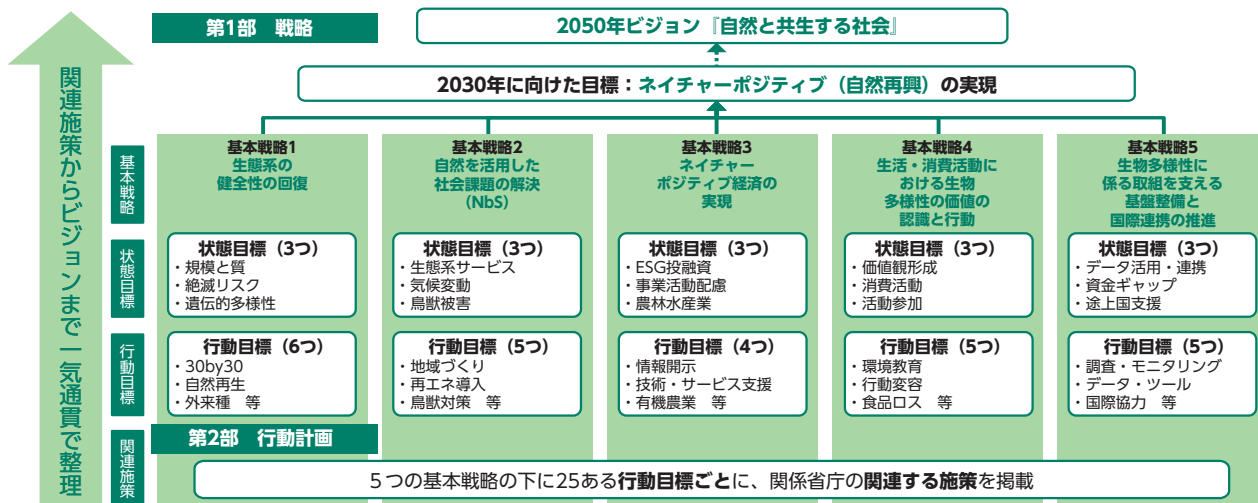 関連施策からビジョンまで一気通貫で整理
第1部 戦略
2050年ビジョン『自然と共生する社会』
2030年に向けた目標：ネイチャーポジティブ（自然再興）の実現
基本戦略
基本戦略1
生態系の
健全性の回復
基本戦略2
自然を活用した
社会課題の解決
(NbS)
基本戦略3
ネイチャー
ポジティブ経済の
実現
基本戦略4
生活・消費活動に
おける生物
多様性の価値の
認識と行動
基本戦略5
生物多様性に
係る取組を支える
基盤整備と
国際連携の推進
状態目標
状態目標（3つ）
・規模と質
・絶滅リスク
・遺伝的多様性
状態目標（3つ）
・生態系サービス
・気候変動
・鳥獣被害
状態目標（3つ）
・ESG投融資
・事業活動配慮
・農林水産業
状態目標（3つ）
・価値観形成
・消費活動
・活動参加
状態目標（3つ）
・データ活用・連携
・資金ギャップ
・途上国支援
行動目標
行動目標（6つ）
・30by30
・自然再生
・外来種 等
行動目標（5つ）
・地域づくり
・再エネ導入
・鳥獣対策 等
行動目標（4つ）
・情報開示
・技術・サービス支援
・有機農業 等
行動目標（5つ）
・環境教育
・行動変容
・食品ロス 等
行動目標（5つ）
・調査・モニタリング
・データ・ツール
・国際協力 等
第2部 行動計画
関連施策
５つの基本戦略の下に25ある行動目標ごとに、関係省庁の関連する施策を掲載